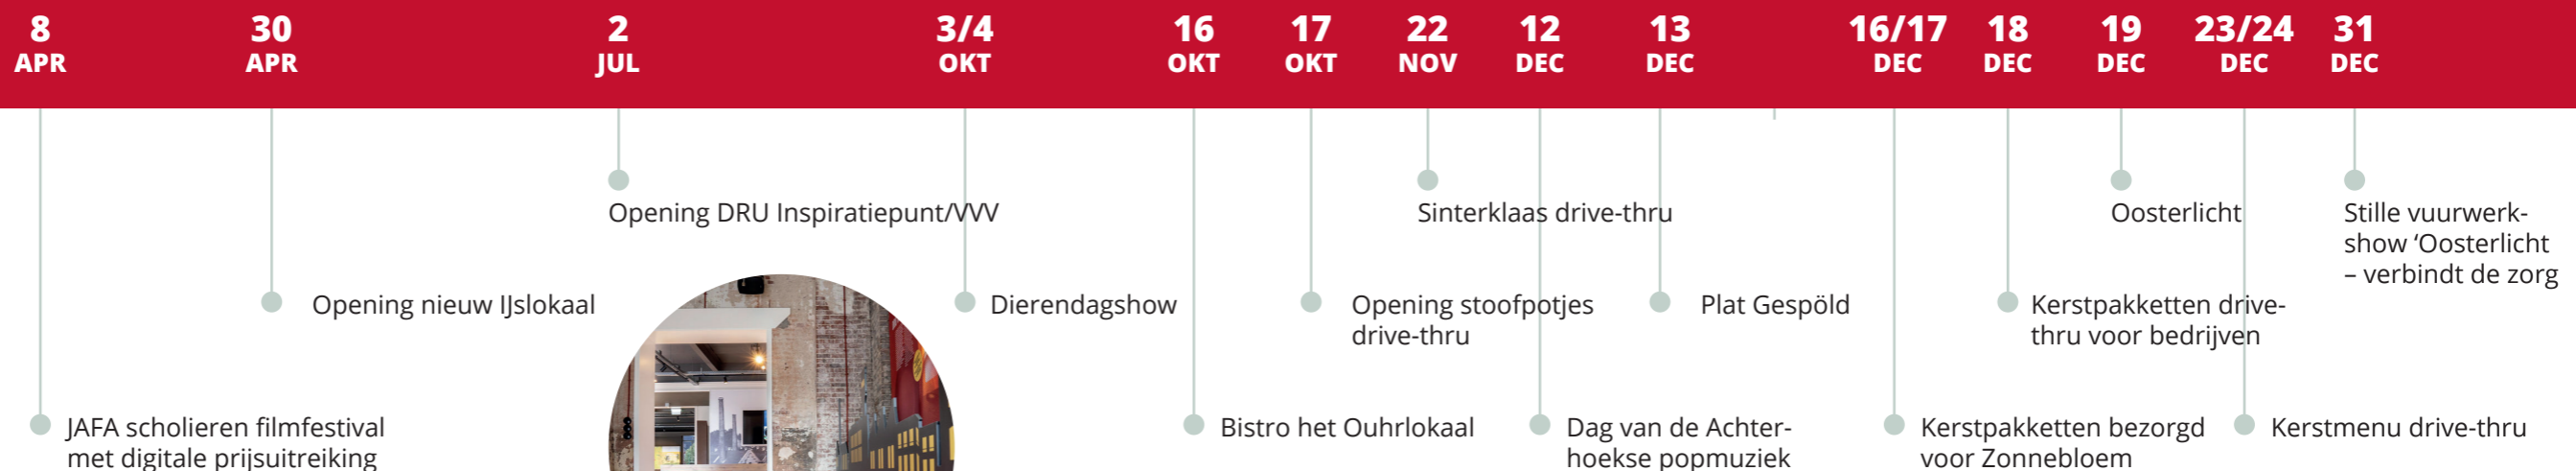 8
APR
30
APR
2
JUL
3/4
OKT
16
OKT
17
OKT
22
NOV
12
DEC
13
DEC
16/17
DEC
18
DEC
19
DEC
23/24
DEC
31
DEC
Opening DRU Inspiratiepunt/VVV
Sinterklaas drive-thru
Oosterlicht
Stille vuurwerk-
show ‘Oosterlicht
– verbindt de zorg
Opening nieuw IJslokaal
Dierendagshow
Opening stoofpotjes
drive-thru
Plat Gespöld
Kerstpakketten drive-
thru voor bedrijven
JAFA scholieren filmfestival
met digitale prijsuitreiking
Bistro het Ouhrlokaal
Dag van de Achter-
hoekse popmuziek
Kerstpakketten bezorgd
voor Zonnebloem
Kerstmenu drive-thru